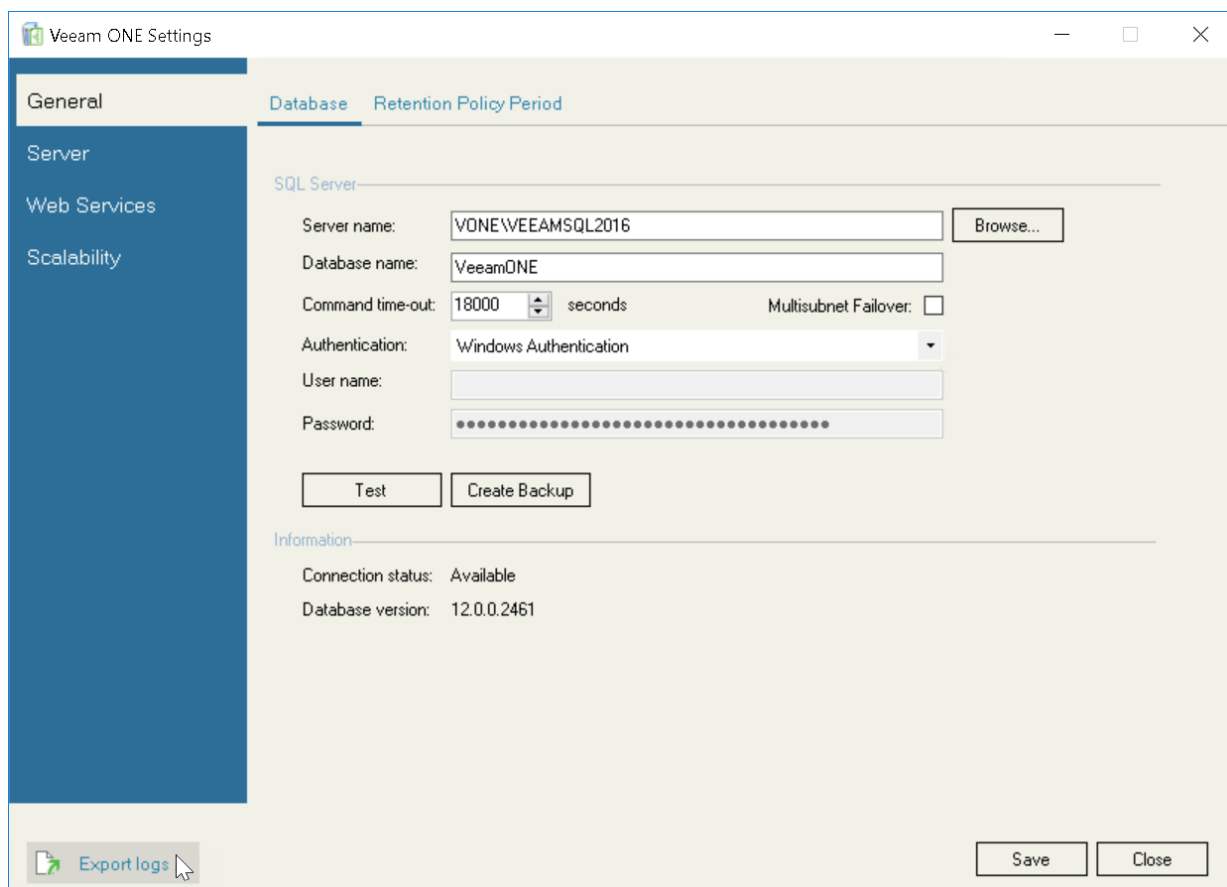 Veeam ONE Settings
General
Server
Web Services
Scalability
Database Retention Policy Period
SQL Server
Server name: VONE\VEEAMSQL2016 Browse...
Database name: VeeamONE
Command time-out: 18000 seconds Multisubnet Failover:
Authentication: Windows Authentication
User name:
Password: ●●●●●●●●●●●●●●●●●●●●●●●●●●●●●●●●●●●●
Test Create Backup
Information
Connection status: Available
Database version: 12.0.0.2461
Export logs
Save Close